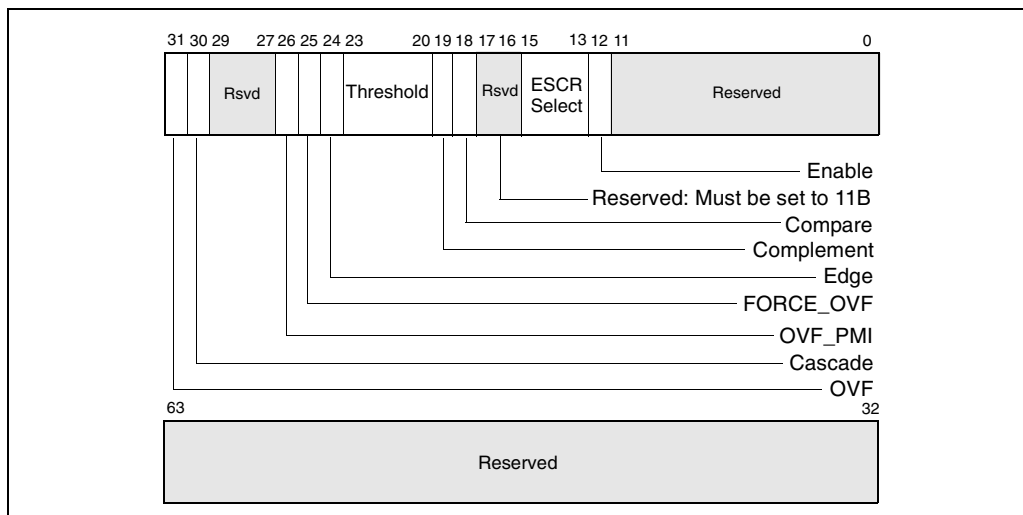 31 30 29 27 26 25 24 23 20 19 18 17 16 15 13 12 11 0
Rsvd Threshold Rsvd ESCR Select Reserved
Enable
Reserved: Must be set to 11B
Compare
Complement
Edge
FORCE_OVF
OVF_PMI
Cascade
OVF
63 32
Reserved